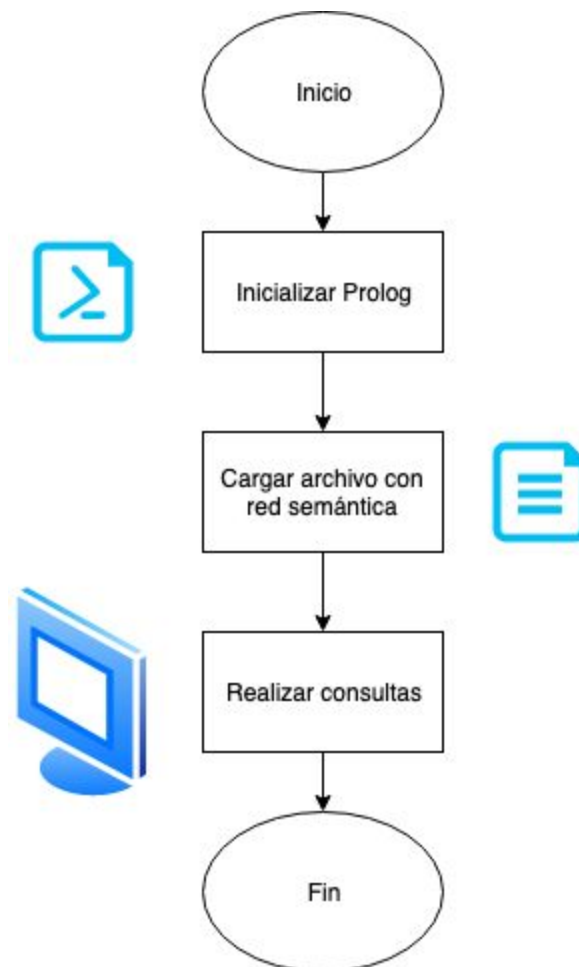 Inicio
Inicializar Prolog
Cargar archivo con
red semántica
Realizar consultas
Fin